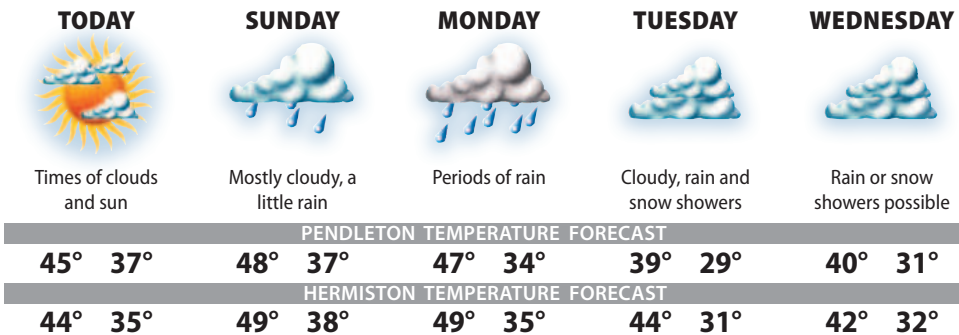 TODAY SUNDAY MONDAY TUESDAY WEDNESDAY
Times of clouds
and sun
Mostly cloudy, a
little rain
Periods of rain
Cloudy, rain and
snow showers
Rain or snow
showers possible
PENDLETON TEMPERATURE FORECAST
45° 37° 48° 37° 47° 34° 39° 29° 40° 31°
HERMISTON TEMPERATURE FORECAST
44° 35° 49° 38° 49° 35° 44° 31° 42° 32°